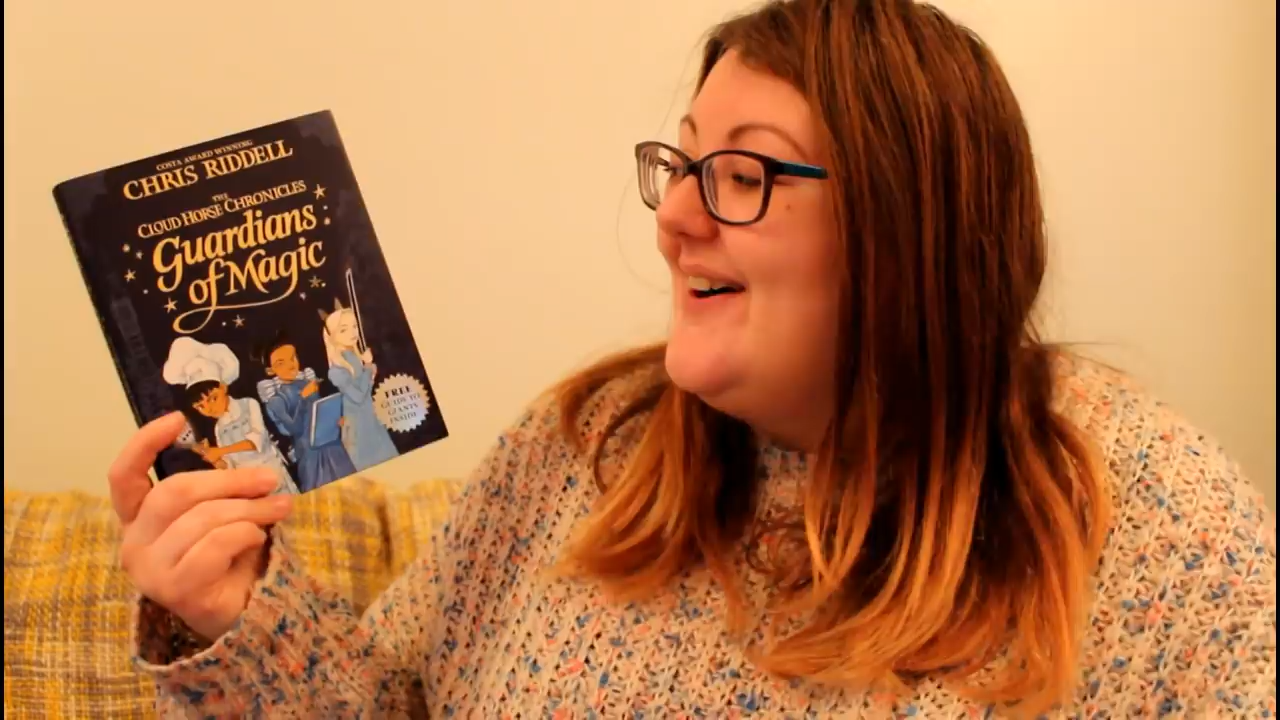 COSTA AWARD WINNING
CHRIS RIDDELL
THE
CLOUD HORSE CHRONICLES
Guardians
of Magic
FREE
GUIDE TO
GIANTS
INSIDE